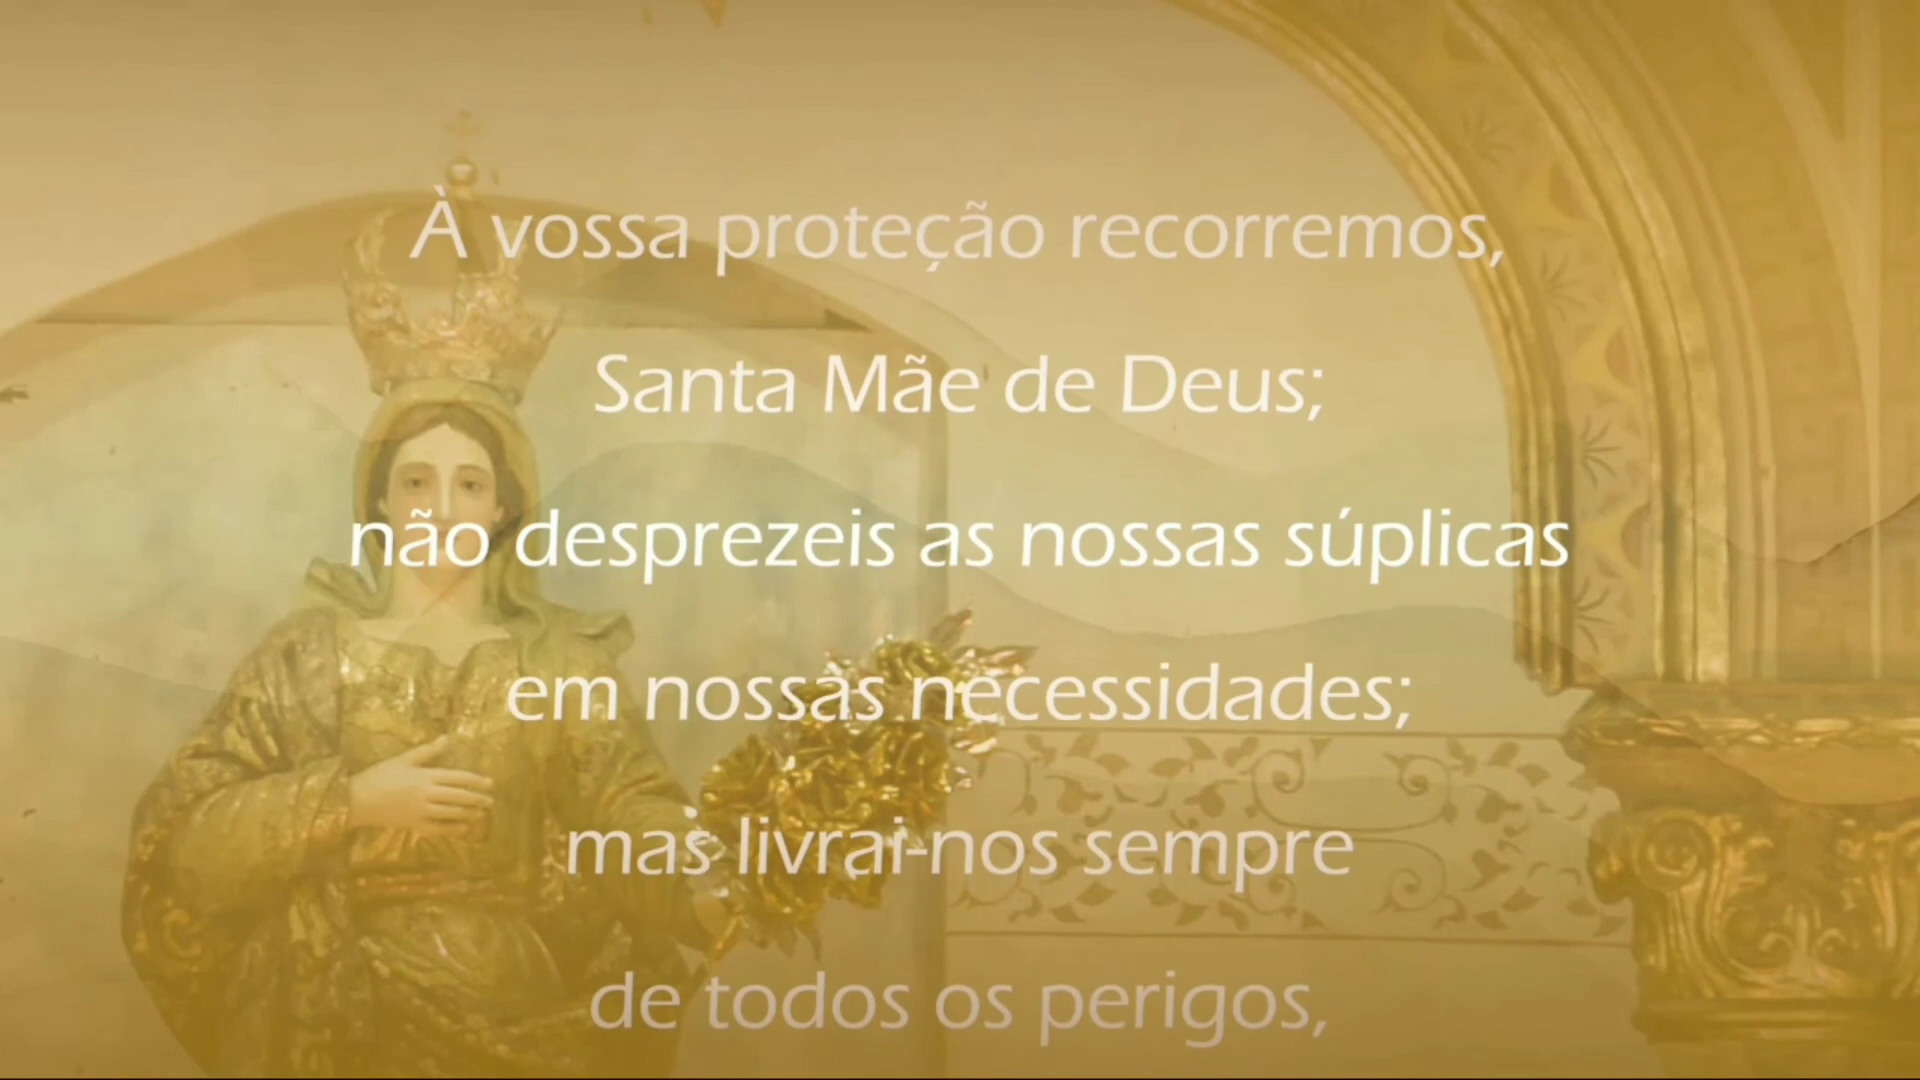 À vossa proteção recorremos,
Santa Mãe de Deus;
não desprezeis as nossas súplicas
em nossas necessidades;
mas livrai-nos sempre
de todos os perigos,